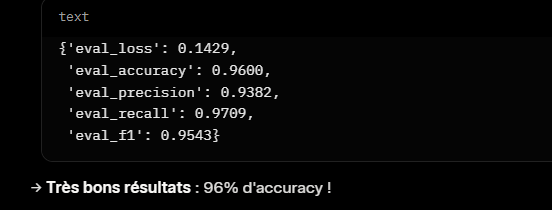 text
{'eval_loss': 0.1429,
'eval_accuracy': 0.9600,
'eval_precision': 0.9382,
'eval_recall': 0.9709,
'eval_f1': 0.9543}
→ Très bons résultats : 96% d'accuracy !